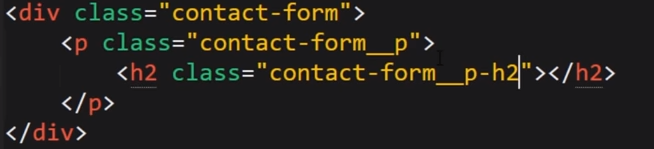 <div class="contact-form">
<p class="contact-form__p">
<h2 class="contact-form__p-h2"></h2>
</p>
</div>